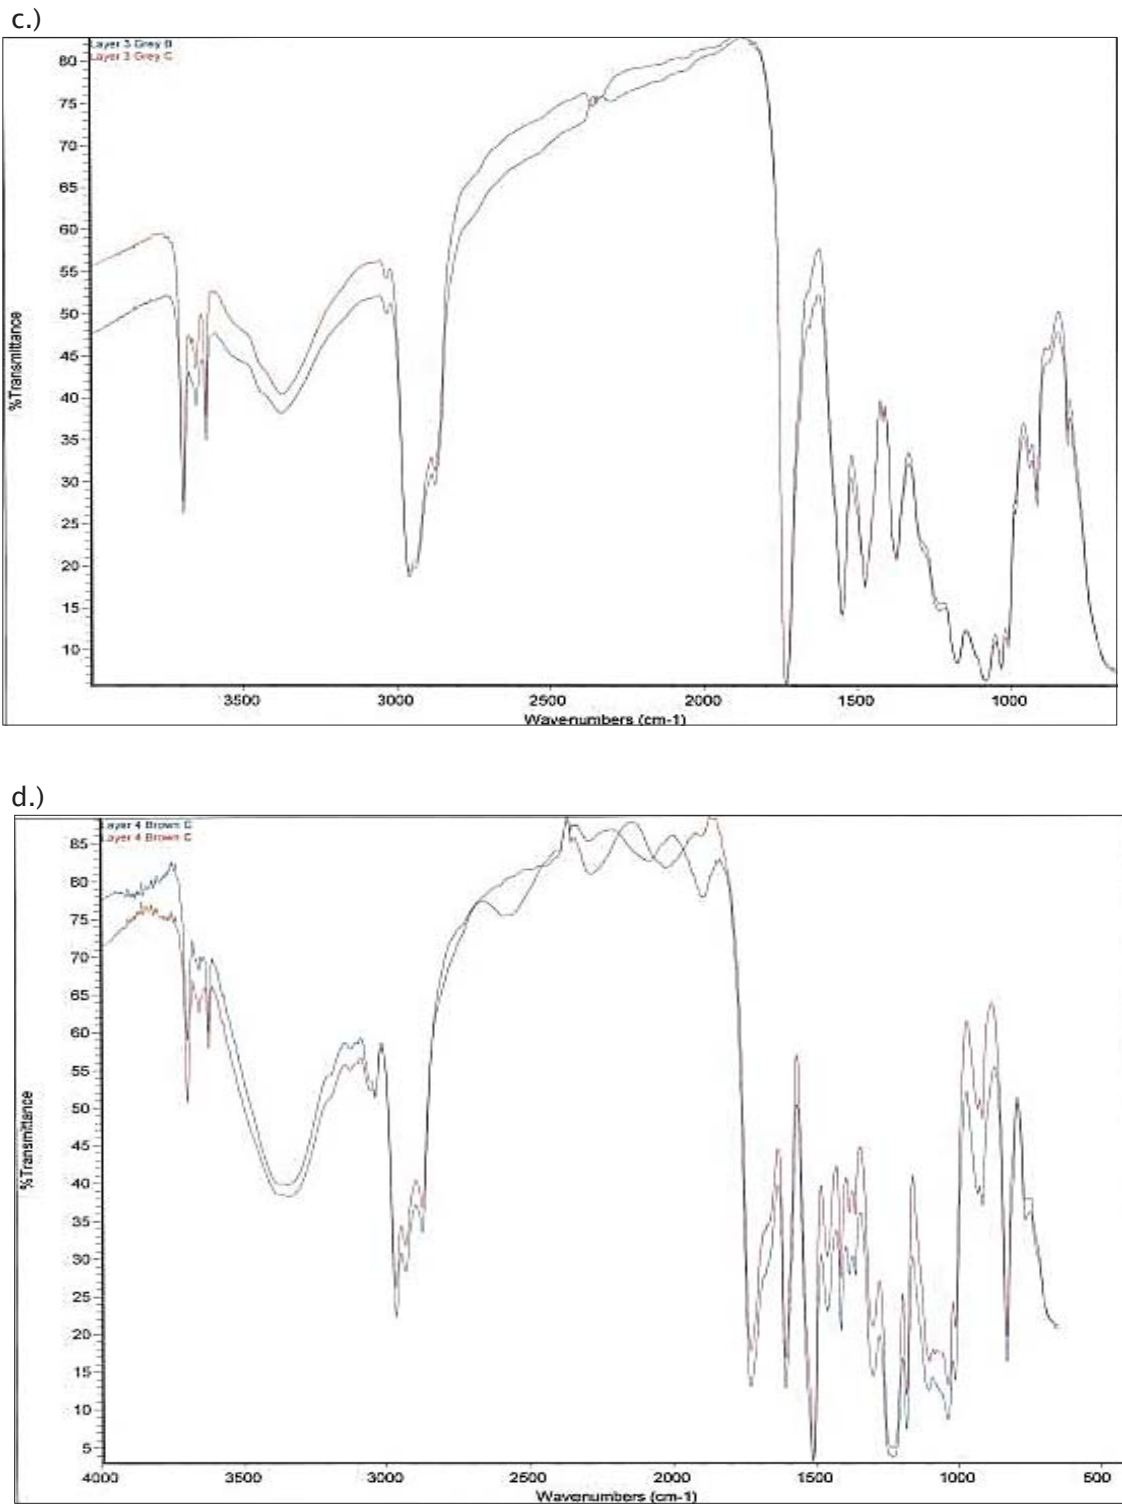 c.)
Layer 3 Grey B
Layer 3 Grey C
80
75
70
65
60
55
50
45
40
35
30
25
20
15
10
%Transmittance
3500 3000 2500 2000 1500 1000
Wavenumbers (cm-1)
d.)
Layer 4 Brown C
Layer 4 Brown C
85
80
75
70
65
60
55
50
45
40
35
30
25
20
15
10
5
%Transmittance
4000 3500 3000 2500 2000 1500 1000 500
Wavenumbers (cm-1)